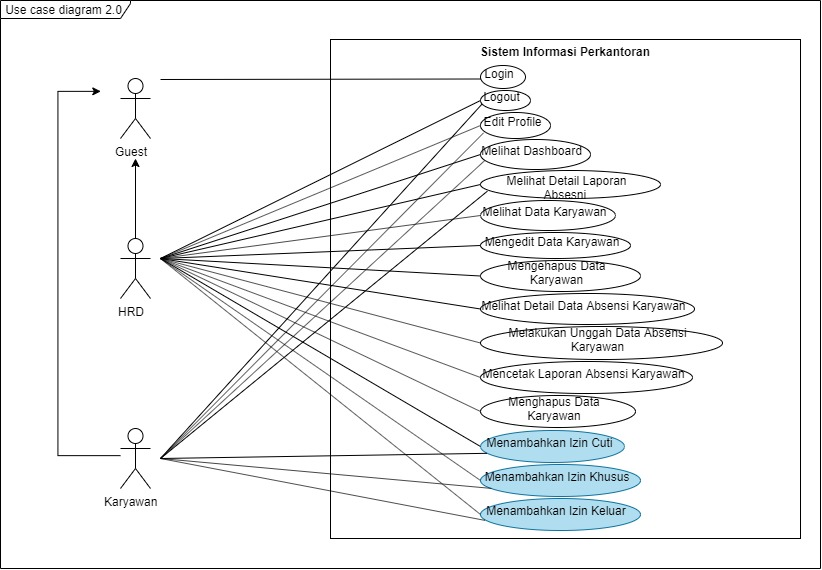 Use case diagram 2.0
Sistem Informasi Perkantoran
Login
Logout
Edit Profile
Melihat Dashboard
Melihat Detail Laporan
Absesni
Melihat Data Karyawan
Mengedit Data Karyawan
Mengehapus Data
Karyawan
Melihat Detail Data Absensi Karyawan
Melakukan Unggah Data Absensi
Karyawan
Mencetak Laporan Absensi Karyawan
Menghapus Data
Karyawan
Menambahkan Izin Cuti
Menambahkan Izin Khusus
Menambahkan Izin Keluar
Guest
HRD
Karyawan